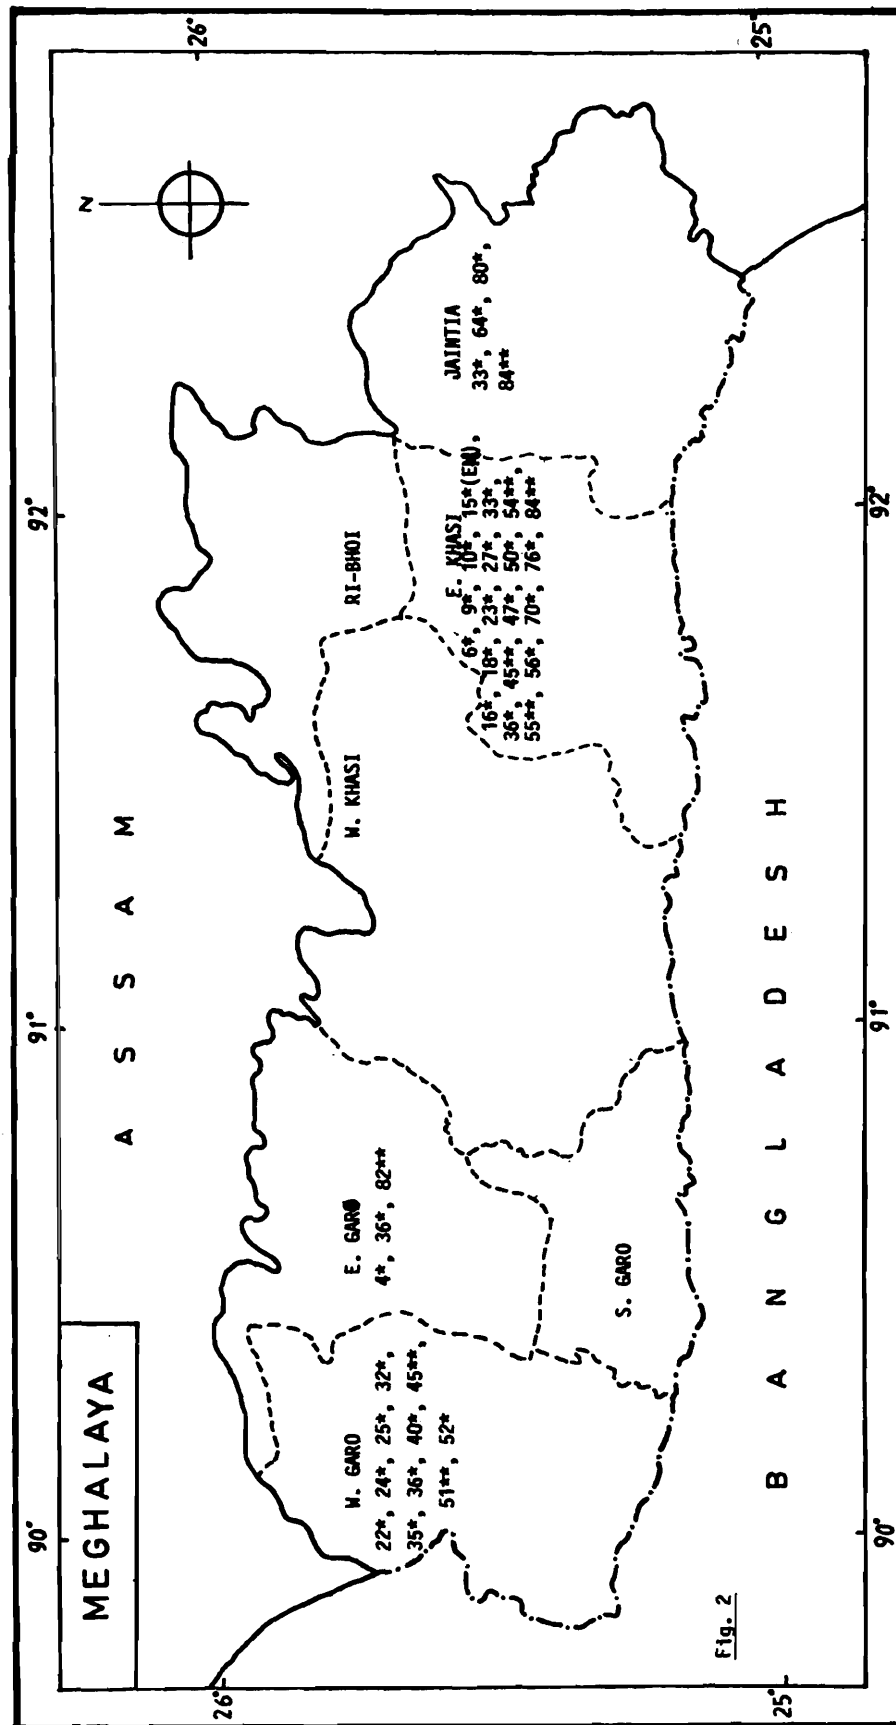 MEGHALAYA
90°
91°
92°
26°
26°
A S S A M
N
W. GARO
22*, 24*, 25*, 32*,
35*, 36*, 40*, 45**,
51**, 52*
E. GARO
4*, 36*, 82**
S. GARO
W. KHASI
RI-BHOI
E. KHASI
6*, 9*, 10*, 15*(EM),
16*, 18*, 23*, 27*, 33*,
36*, 45**, 47*, 50*, 54**,
55**, 56*, 70*, 76*, 84**
JAINTIA
33*, 64*, 80*,
84**
B A N G L A D E S H
25°
25°
90°
91°
92°
Fig. 2